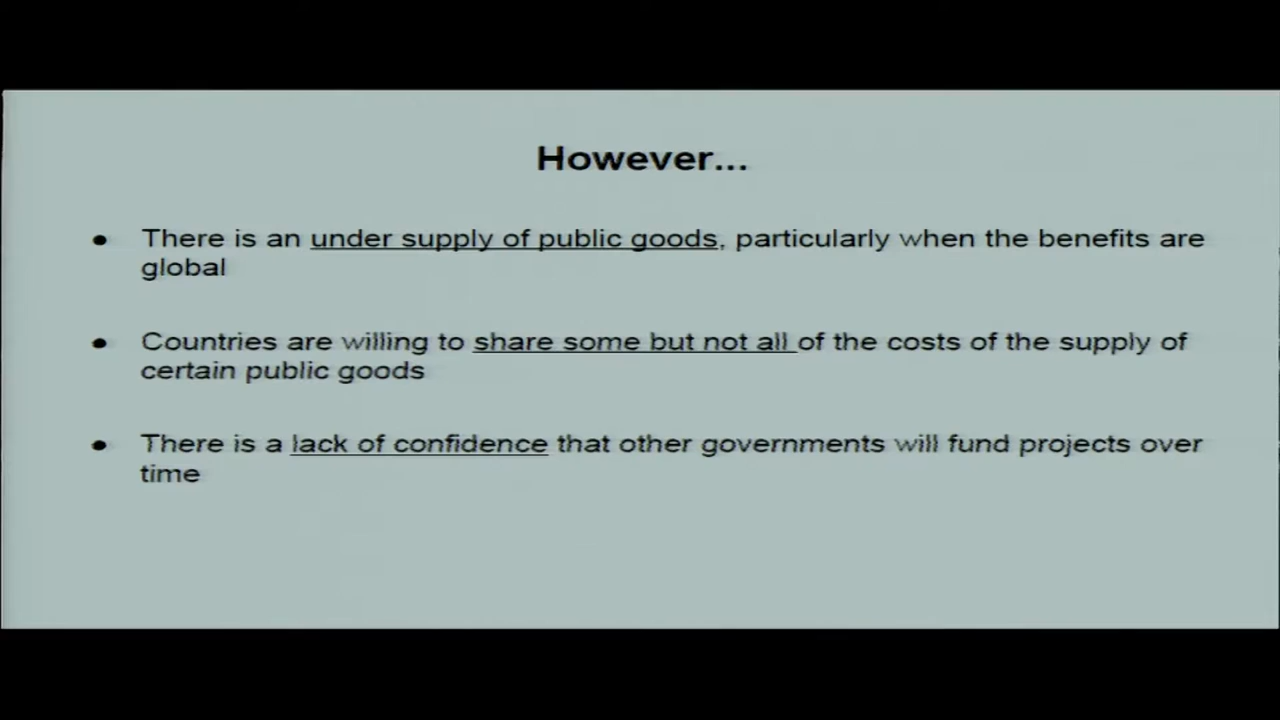 However...
• There is an under supply of public goods, particularly when the benefits are
global
• Countries are willing to share some but not all of the costs of the supply of
certain public goods
• There is a lack of confidence that other governments will fund projects over
time